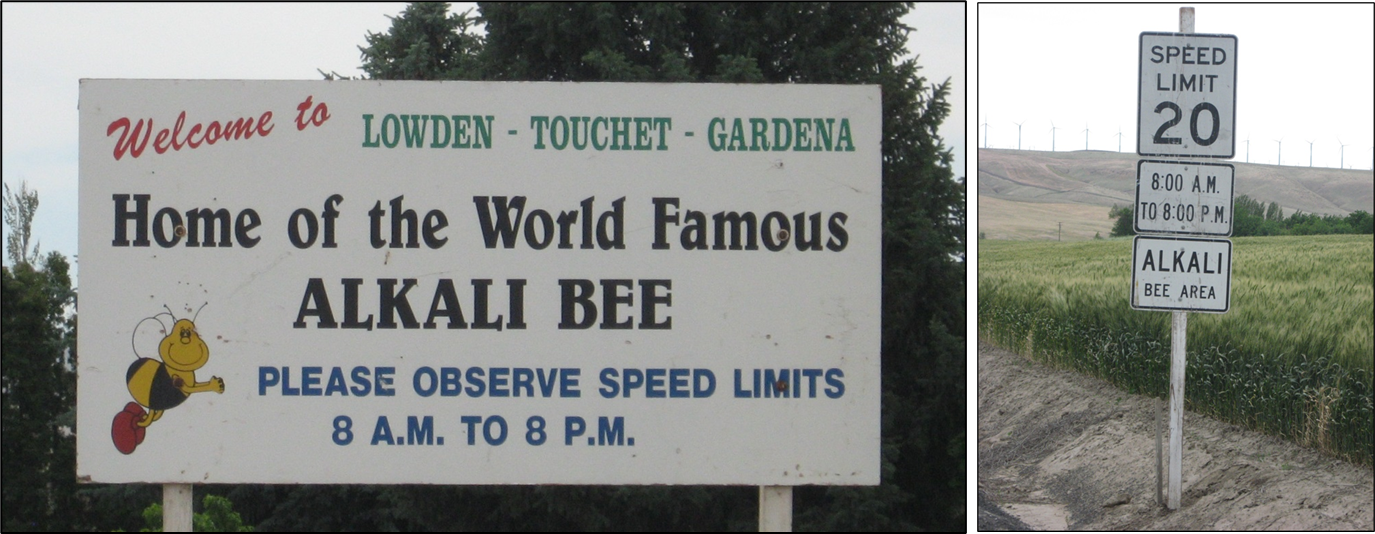 Welcome to LOWDEN - TOUCHET - GARDENA
Home of the World Famous
ALKALI BEE
PLEASE OBSERVE SPEED LIMITS
8 A.M. TO 8 P.M.
SPEED
LIMIT
20
8:00 A.M.
TO 8:00 P.M.
ALKALI
BEE AREA